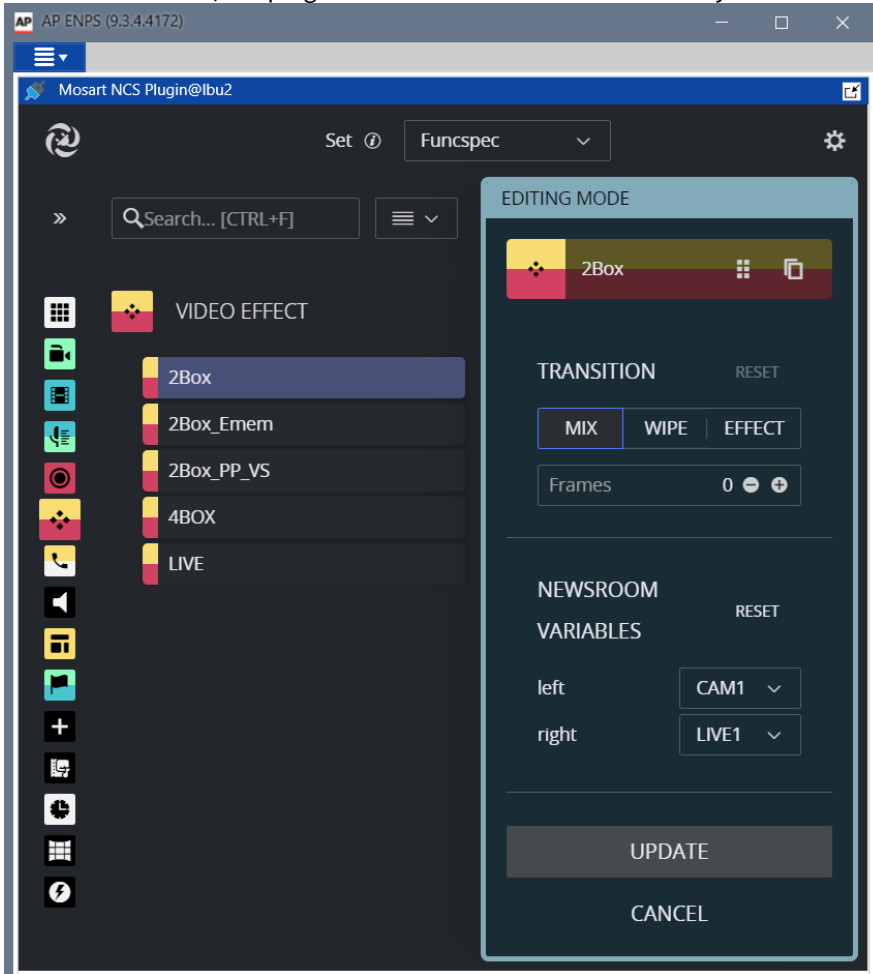 AP AP ENPS (9.3.4.4172)
Mosart NCS Plugin@lbu2
Set i Funcspec
Search... [CTRL+F]
EDITING MODE
2Box
VIDEO EFFECT
2Box
2Box_Emem
2Box_PP_VS
4BOX
LIVE
TRANSITION RESET
MIX WIPE EFFECT
Frames 0
NEWSROOM
VARIABLES
RESET
left CAM1
right LIVE1
UPDATE
CANCEL